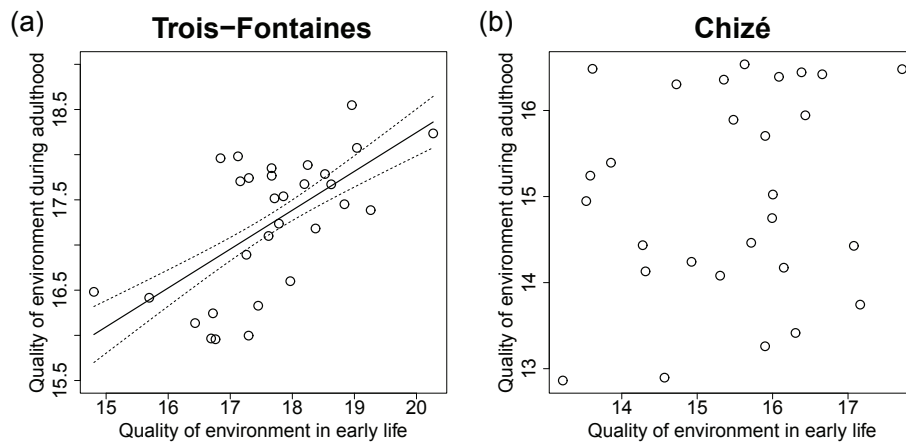 (a)
Trois−Fontaines
Quality of environment during adulthood
15.5 16.5 17.5 18.5
15 16 17 18 19 20
Quality of environment in early life
(b)
Chizé
Quality of environment during adulthood
13 14 15 16
14 15 16 17
Quality of environment in early life